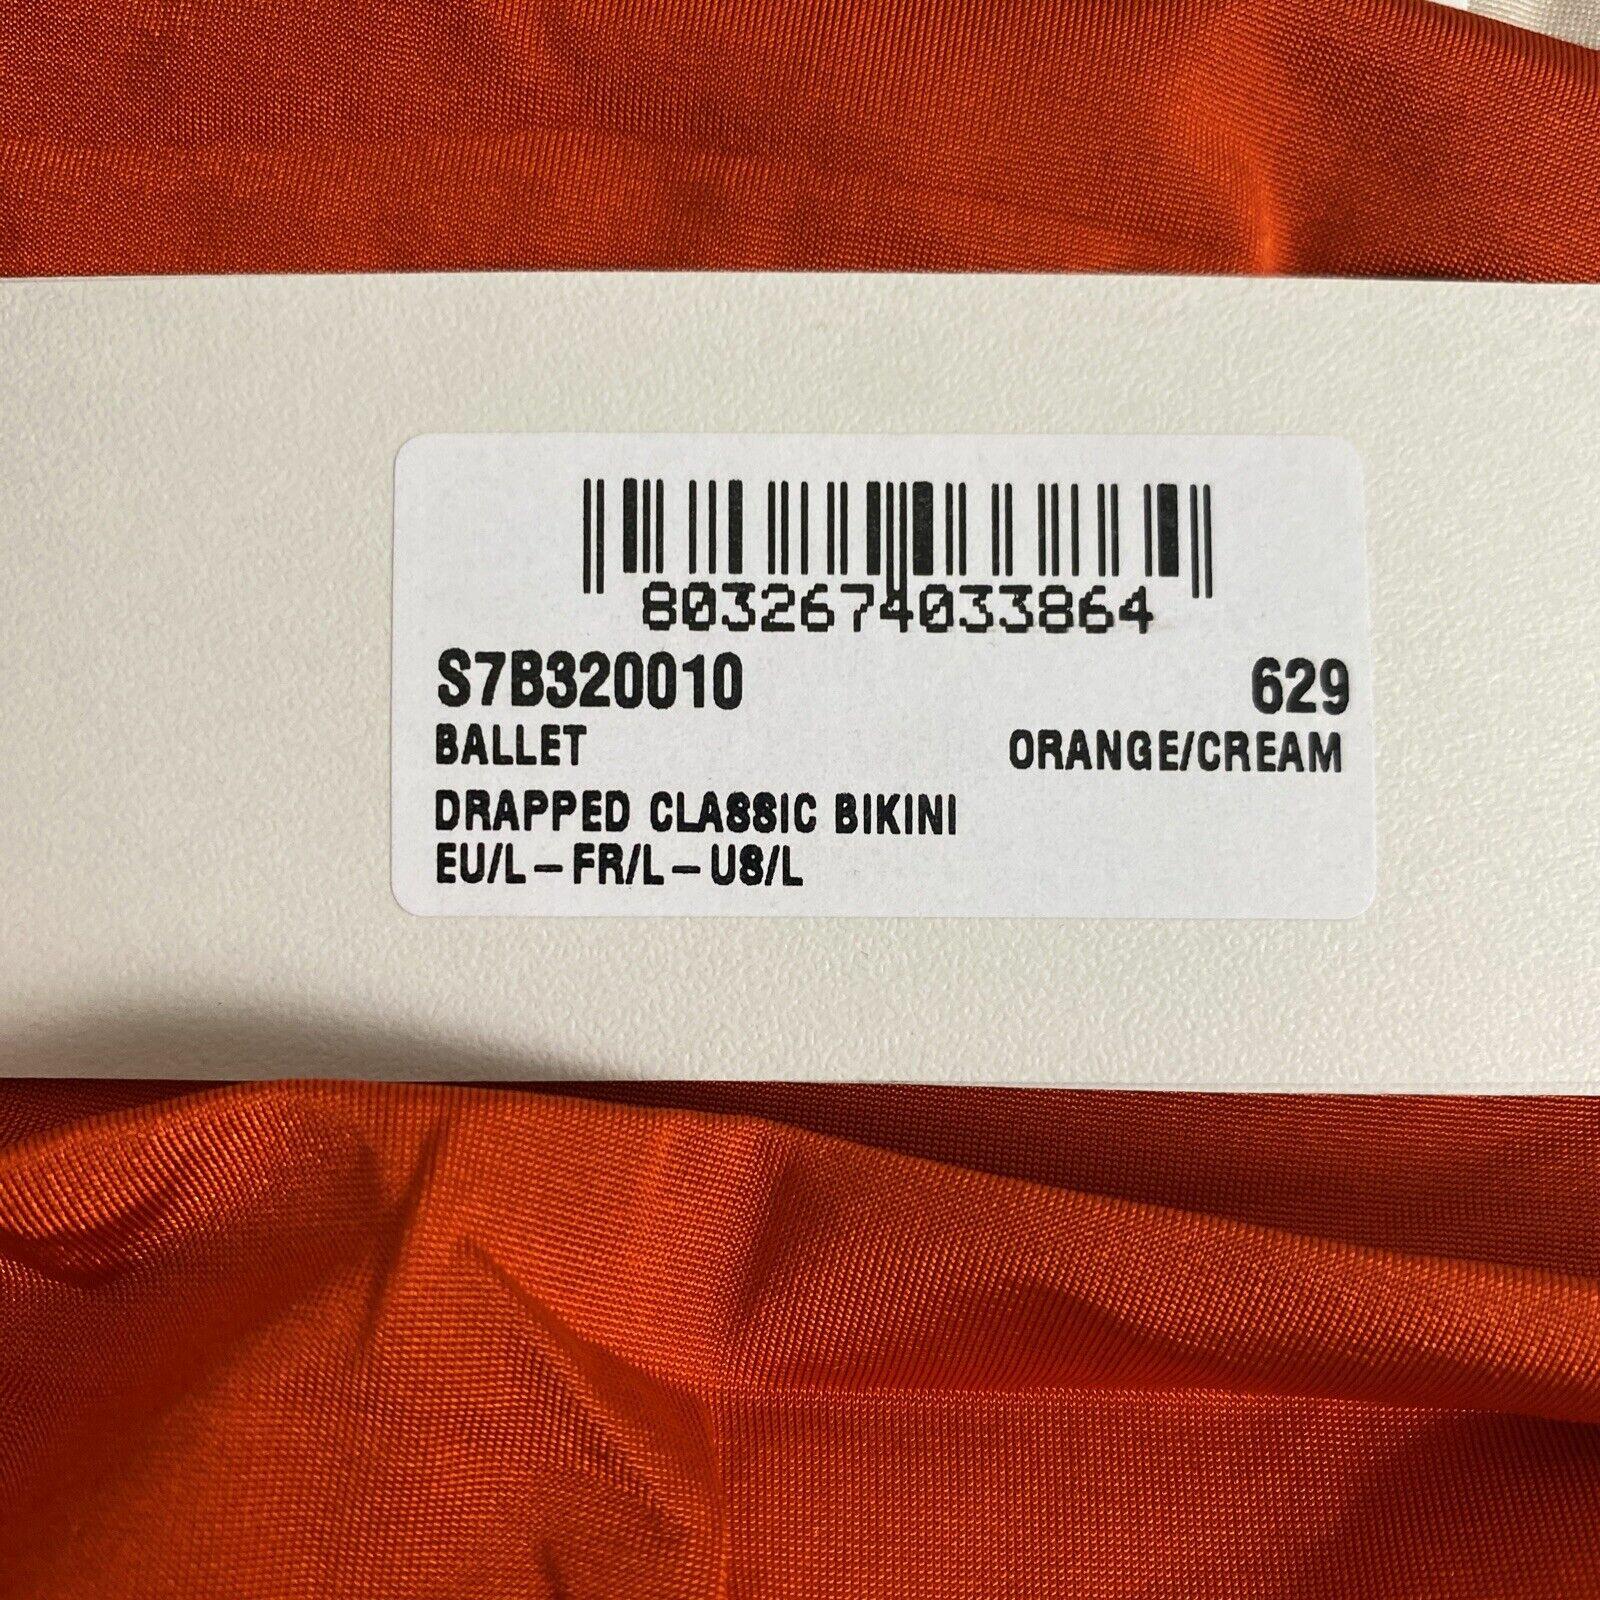 8032674033864
S7B320010 629
BALLET ORANGE/CREAM
DRAPPED CLASSIC BIKINI
EU/L-FR/L-US/L